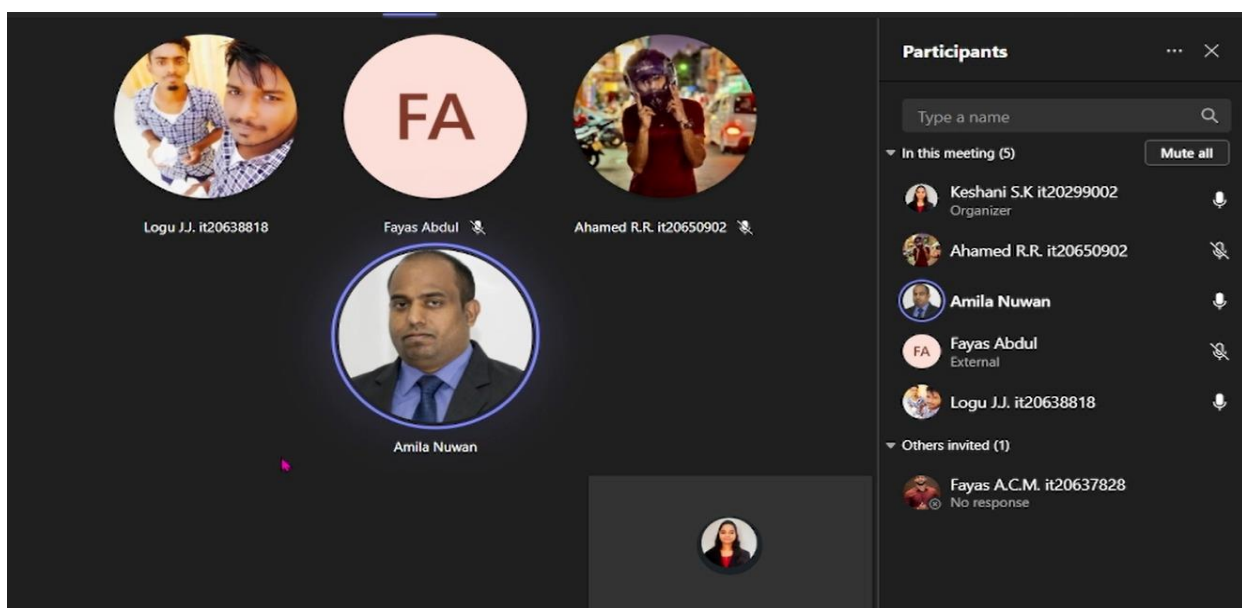 FA
Logu J.J. it20638818
Fayas Abdul
Ahamed R.R. it20650902
Amila Nuwan
Participants
Type a name
In this meeting (5)
Mute all
Keshani S.K it20299002
Organizer
Ahamed R.R. it20650902
Amila Nuwan
FA
Fayas Abdul
External
Logu J.J. it20638818
Others invited (1)
Fayas A.C.M. it20637828
No response